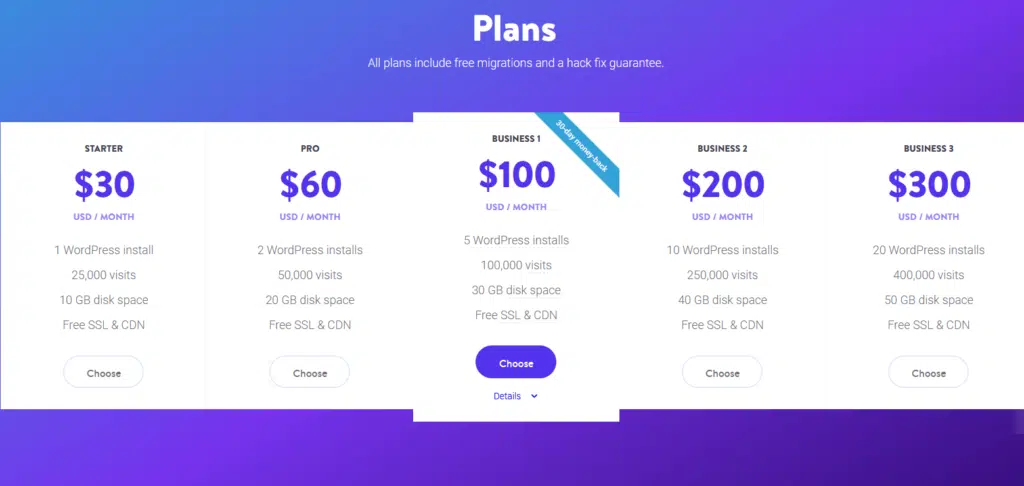 Plans
All plans include free migrations and a hack fix guarantee.
STARTER
$30
USD / MONTH
1 WordPress install
25,000 visits
10 GB disk space
Free SSL & CDN
Choose
PRO
$60
USD / MONTH
2 WordPress installs
50,000 visits
20 GB disk space
Free SSL & CDN
Choose
30-day money-back
BUSINESS 1
$100
USD / MONTH
5 WordPress installs
100,000 visits
30 GB disk space
Free SSL & CDN
Choose
Details
BUSINESS 2
$200
USD / MONTH
10 WordPress installs
250,000 visits
40 GB disk space
Free SSL & CDN
Choose
BUSINESS 3
$300
USD / MONTH
20 WordPress installs
400,000 visits
50 GB disk space
Free SSL & CDN
Choose